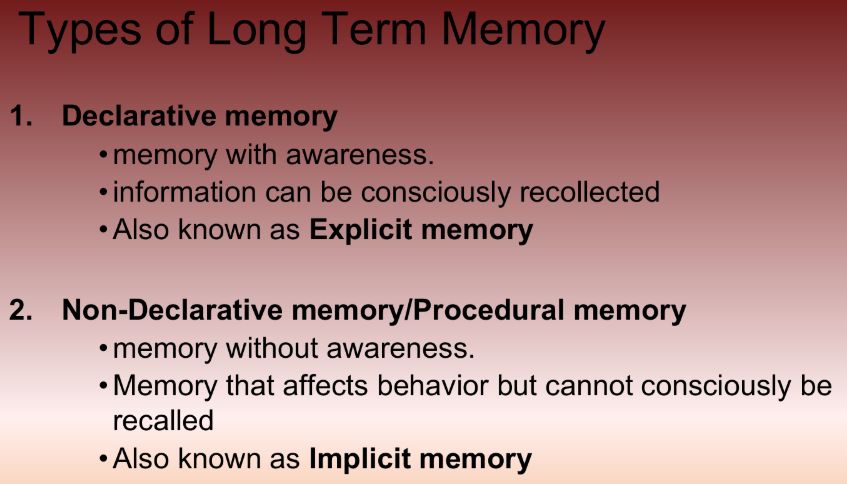 Types of Long Term Memory
1. Declarative memory
• memory with awareness.
• information can be consciously recollected
• Also known as Explicit memory
2. Non-Declarative memory/Procedural memory
• memory without awareness.
• Memory that affects behavior but cannot consciously be
recalled
• Also known as Implicit memory